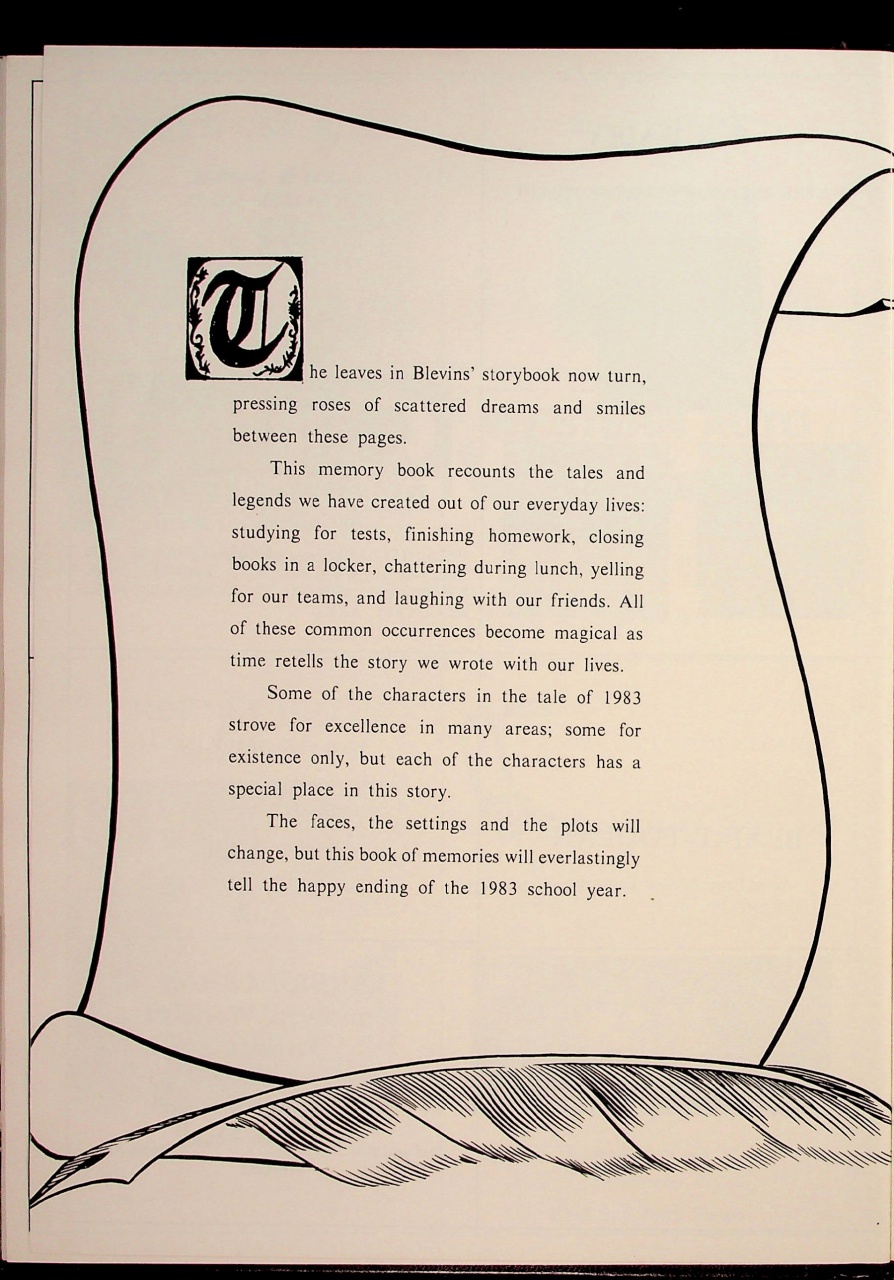 The leaves in Blevins' storybook now turn,
pressing roses of scattered dreams and smiles
between these pages.
This memory book recounts the tales and
legends we have created out of our everyday lives:
studying for tests, finishing homework, closing
books in a locker, chattering during lunch, yelling
for our teams, and laughing with our friends. All
of these common occurrences become magical as
time retells the story we wrote with our lives.
Some of the characters in the tale of 1983
strove for excellence in many areas; some for
existence only, but each of the characters has a
special place in this story.
The faces, the settings and the plots will
change, but this book of memories will everlastingly
tell the happy ending of the 1983 school year.